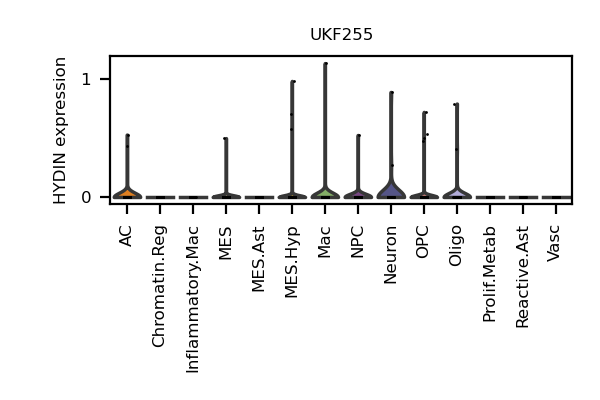 UKF255
HYDIN expression
1
0
AC
Chromatin.Reg
Inflammatory.Mac
MES
MES.Ast
MES.Hyp
Mac
NPC
Neuron
OPC
Oligo
Prolif.Metab
Reactive.Ast
Vasc